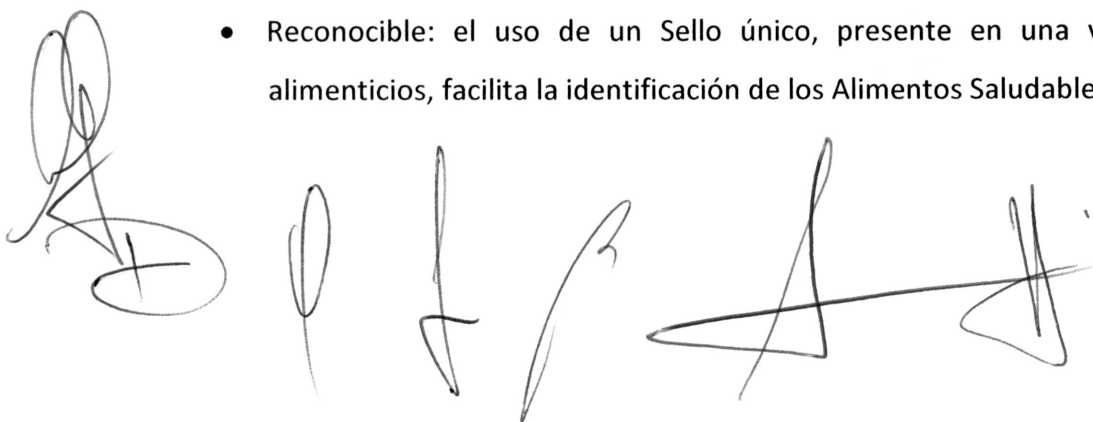 • Reconocible: el uso de un Sello único, presente en una
alimenticios, facilita la identificación de los Alimentos Saludable